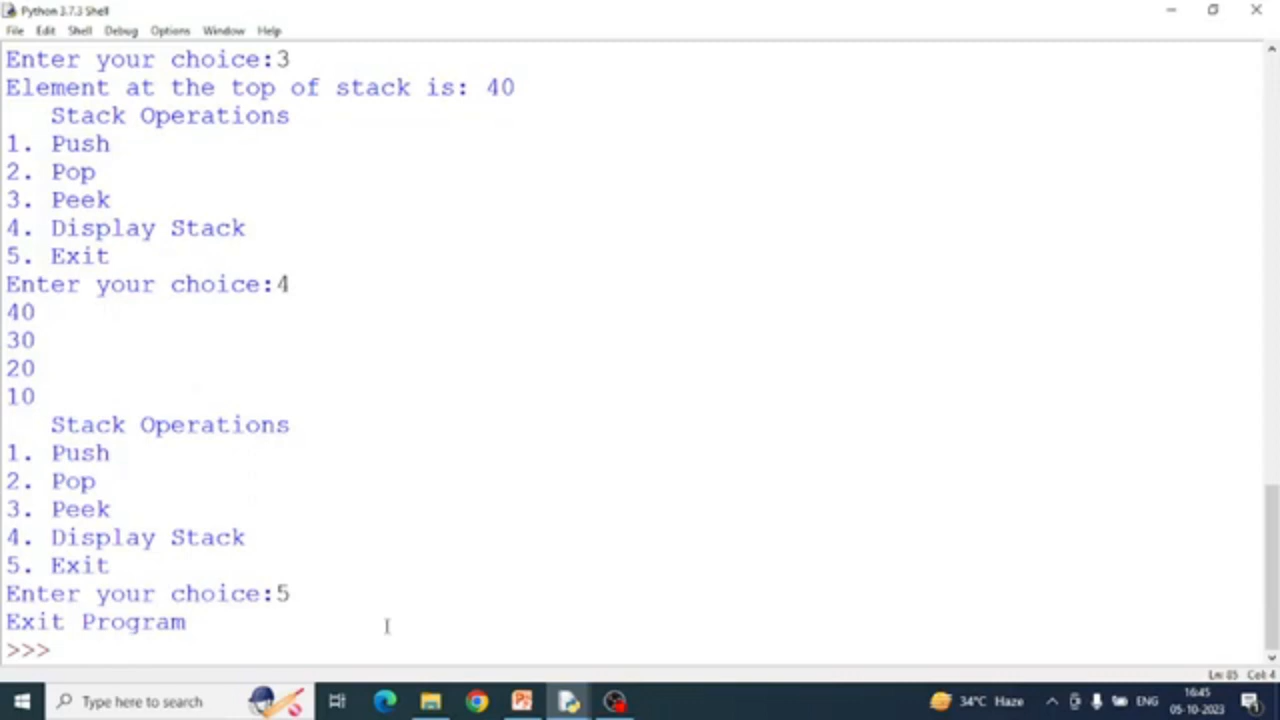 Python 3.7.3 Shell
File Edit Shell Debug Options Window Help
Enter your choice:3
Element at the top of stack is: 40
Stack Operations
1. Push
2. Pop
3. Peek
4. Display Stack
5. Exit
Enter your choice:4
40
30
20
10
Stack Operations
1. Push
2. Pop
3. Peek
4. Display Stack
5. Exit
Enter your choice:5
Exit Program
>>>
Ln: 85 Col: 4
Type here to search
34°C Haze
ENG
16:45
05-10-2023